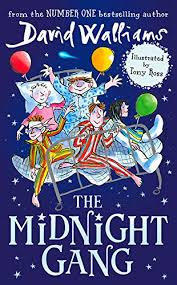 from the NUMBER ONE bestselling author
David Walliams
Illustrated
by
Tony Ross
THE
MIDNIGHT
GANG